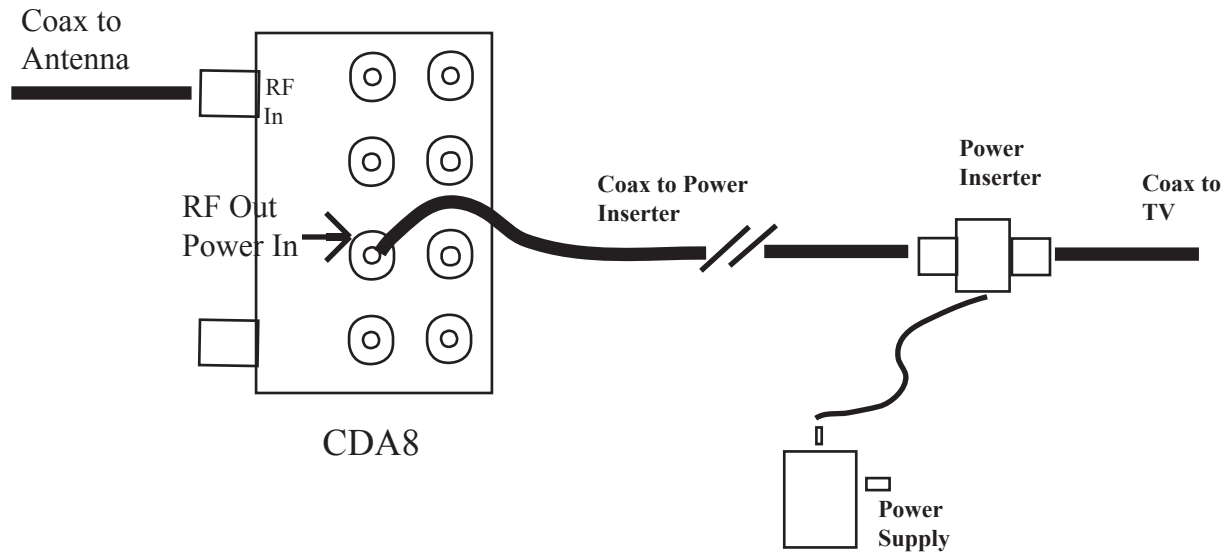 Coax to
Antenna
RF
In
RF Out
Power In
CDA8
Coax to Power
Inserter
Power
Inserter
Coax to
TV
Power
Supply